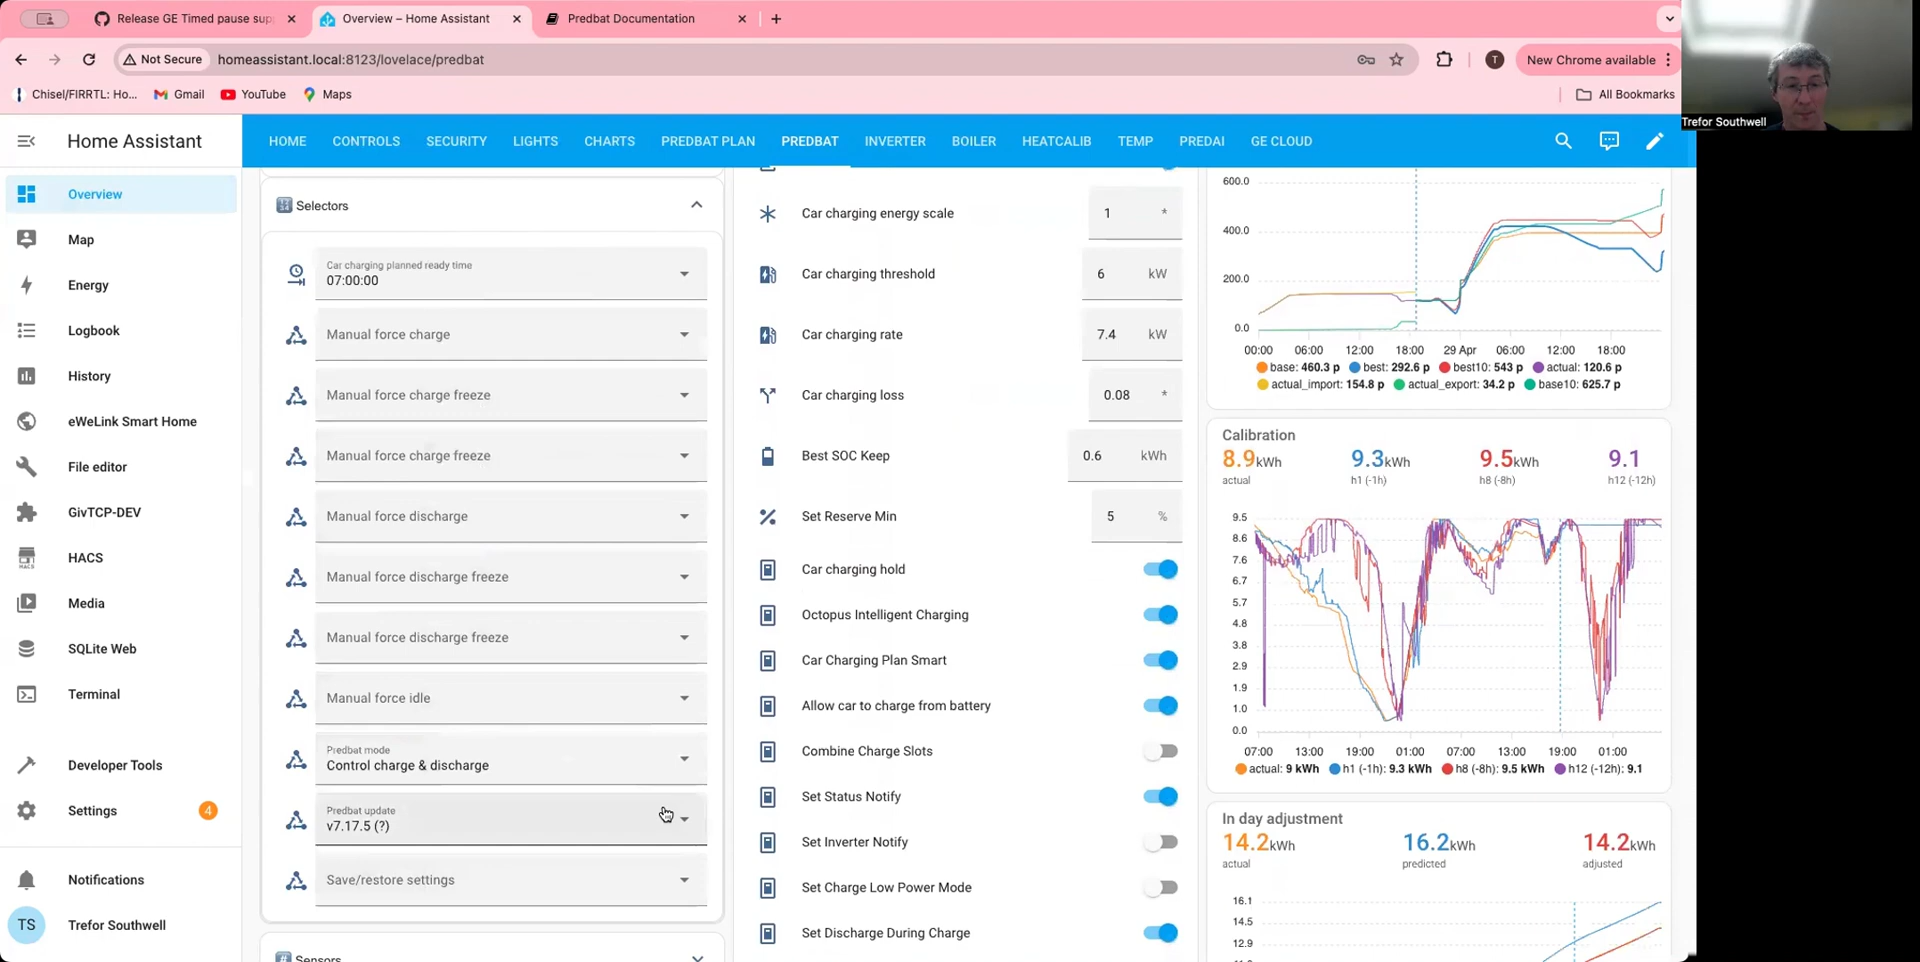 Release GE Timed pause sup
Overview – Home Assistant
Predbat Documentation
Not Secure
homeassistant.local:8123/lovelace/predbat
T
New Chrome available
Chisel/FIRRTL: Ho...
Gmail
YouTube
Maps
All Bookmarks
Trefor Southwell
Home Assistant
HOME
CONTROLS
SECURITY
LIGHTS
CHARTS
PREDBAT PLAN
PREDBAT
INVERTER
BOILER
HEATCALIB
TEMP
PREDAI
GE CLOUD
Overview
Map
Energy
Logbook
History
eWeLink Smart Home
File editor
GivTCP-DEV
HACS
HACS
Media
SQLite Web
Terminal
Developer Tools
Settings
4
Notifications
TS
Trefor Southwell
Selectors
Car charging planned ready time
07:00:00
Manual force charge
Manual force charge freeze
Manual force charge freeze
Manual force discharge
Manual force discharge freeze
Manual force discharge freeze
Manual force idle
Predbat mode
Control charge & discharge
Predbat update
v7.17.5 (?)
Save/restore settings
Sensors
Car charging energy scale
1 *
Car charging threshold
6 kW
Car charging rate
7.4 kW
Car charging loss
0.08 *
Best SOC Keep
0.6 kWh
Set Reserve Min
5 %
Car charging hold
Octopus Intelligent Charging
Car Charging Plan Smart
Allow car to charge from battery
Combine Charge Slots
Set Status Notify
Set Inverter Notify
Set Charge Low Power Mode
Set Discharge During Charge
600.0
400.0
200.0
0.0
00:00 06:00 12:00 18:00 29 Apr 06:00 12:00 18:00
base: 460.3 p best: 292.6 p best10: 543 p actual: 120.6 p
actual_import: 154.8 p actual_export: 34.2 p base10: 625.7 p
Calibration
8.9kWh 9.3kWh 9.5kWh 9.1
actual h1 (-1h) h8 (-8h) h12 (-12h)
9.5
8.6
7.6
6.7
5.7
4.8
3.8
2.9
1.9
1.0
0.0
07:00 13:00 19:00 01:00 07:00 13:00 19:00 01:00
actual: 9 kWh h1 (-1h): 9.3 kWh h8 (-8h): 9.5 kWh h12 (-12h): 9.1
In day adjustment
14.2kWh 16.2kWh 14.2kWh
actual predicted adjusted
16.1
14.5
12.9